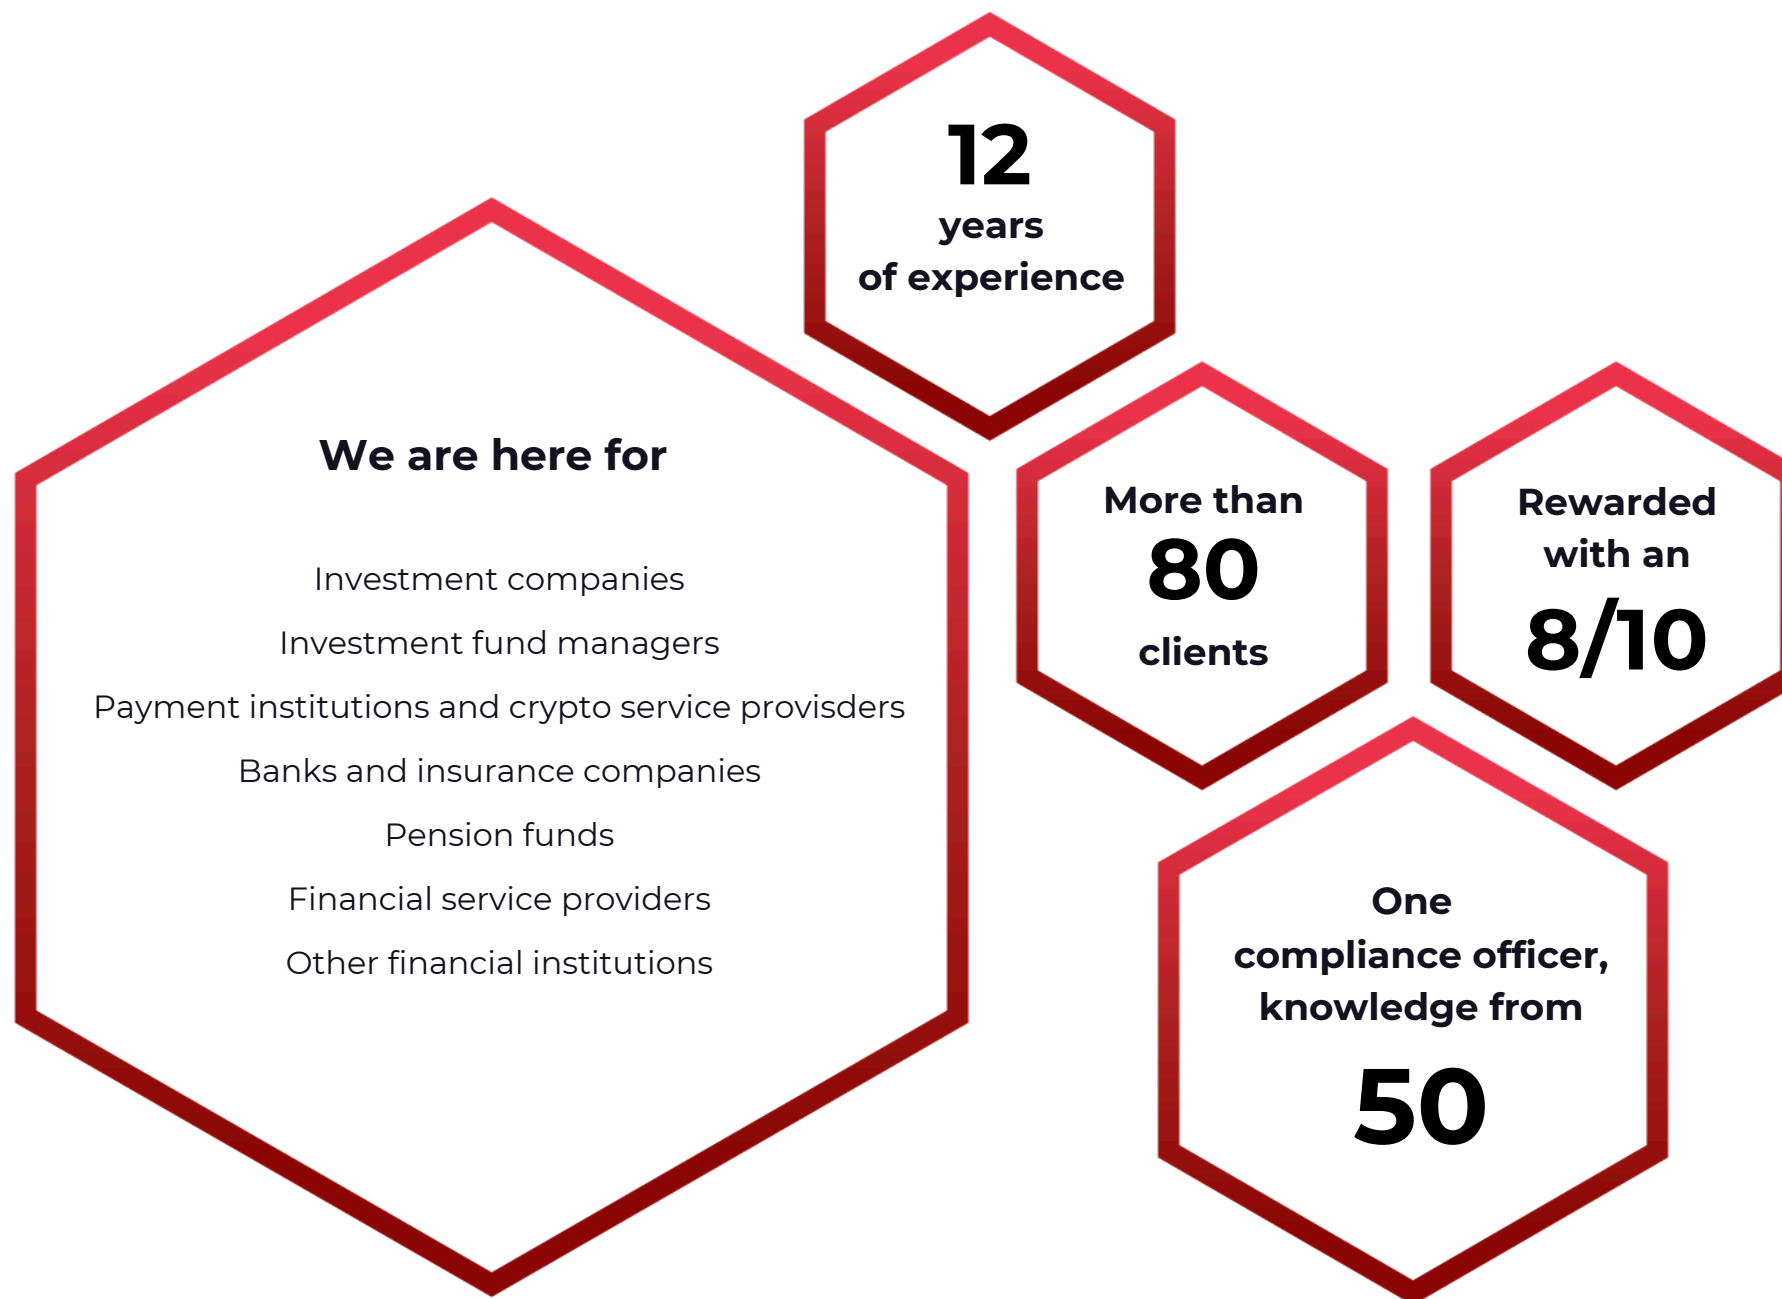 We are here for
Investment companies
Investment fund managers
Payment institutions and crypto service provisders
Banks and insurance companies
Pension funds
Financial service providers
Other financial institutions
12
years
of experience
More than
80
clients
Rewarded
with an
8/10
One
compliance officer,
knowledge from
50